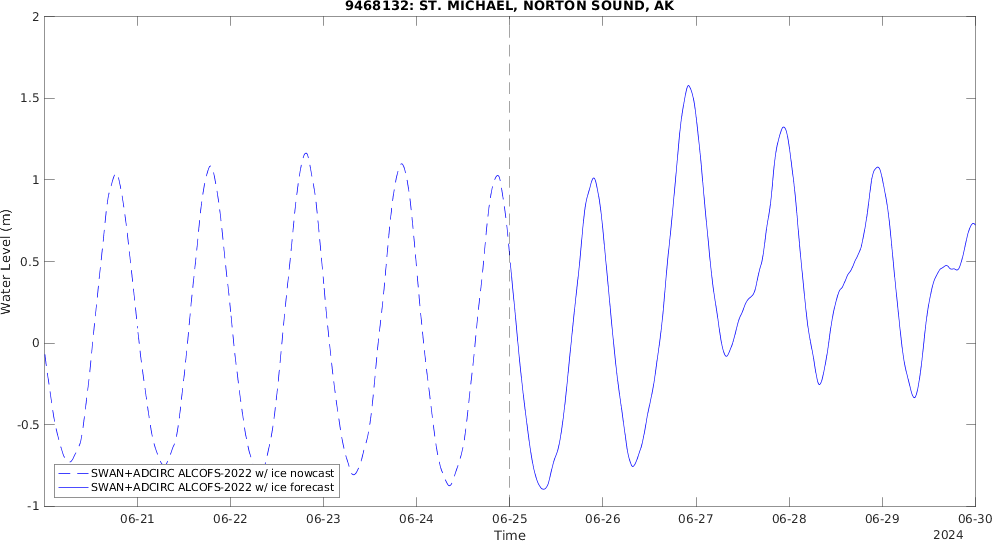 9468132: ST. MICHAEL, NORTON SOUND, AK
2
1.5
1
0.5
0
-0.5
-1
Water Level (m)
SWAN+ADCIRC ALCOFS-2022 w/ ice nowcast
SWAN+ADCIRC ALCOFS-2022 w/ ice forecast
06-21 06-22 06-23 06-24 06-25 06-26 06-27 06-28 06-29 06-30
Time
2024